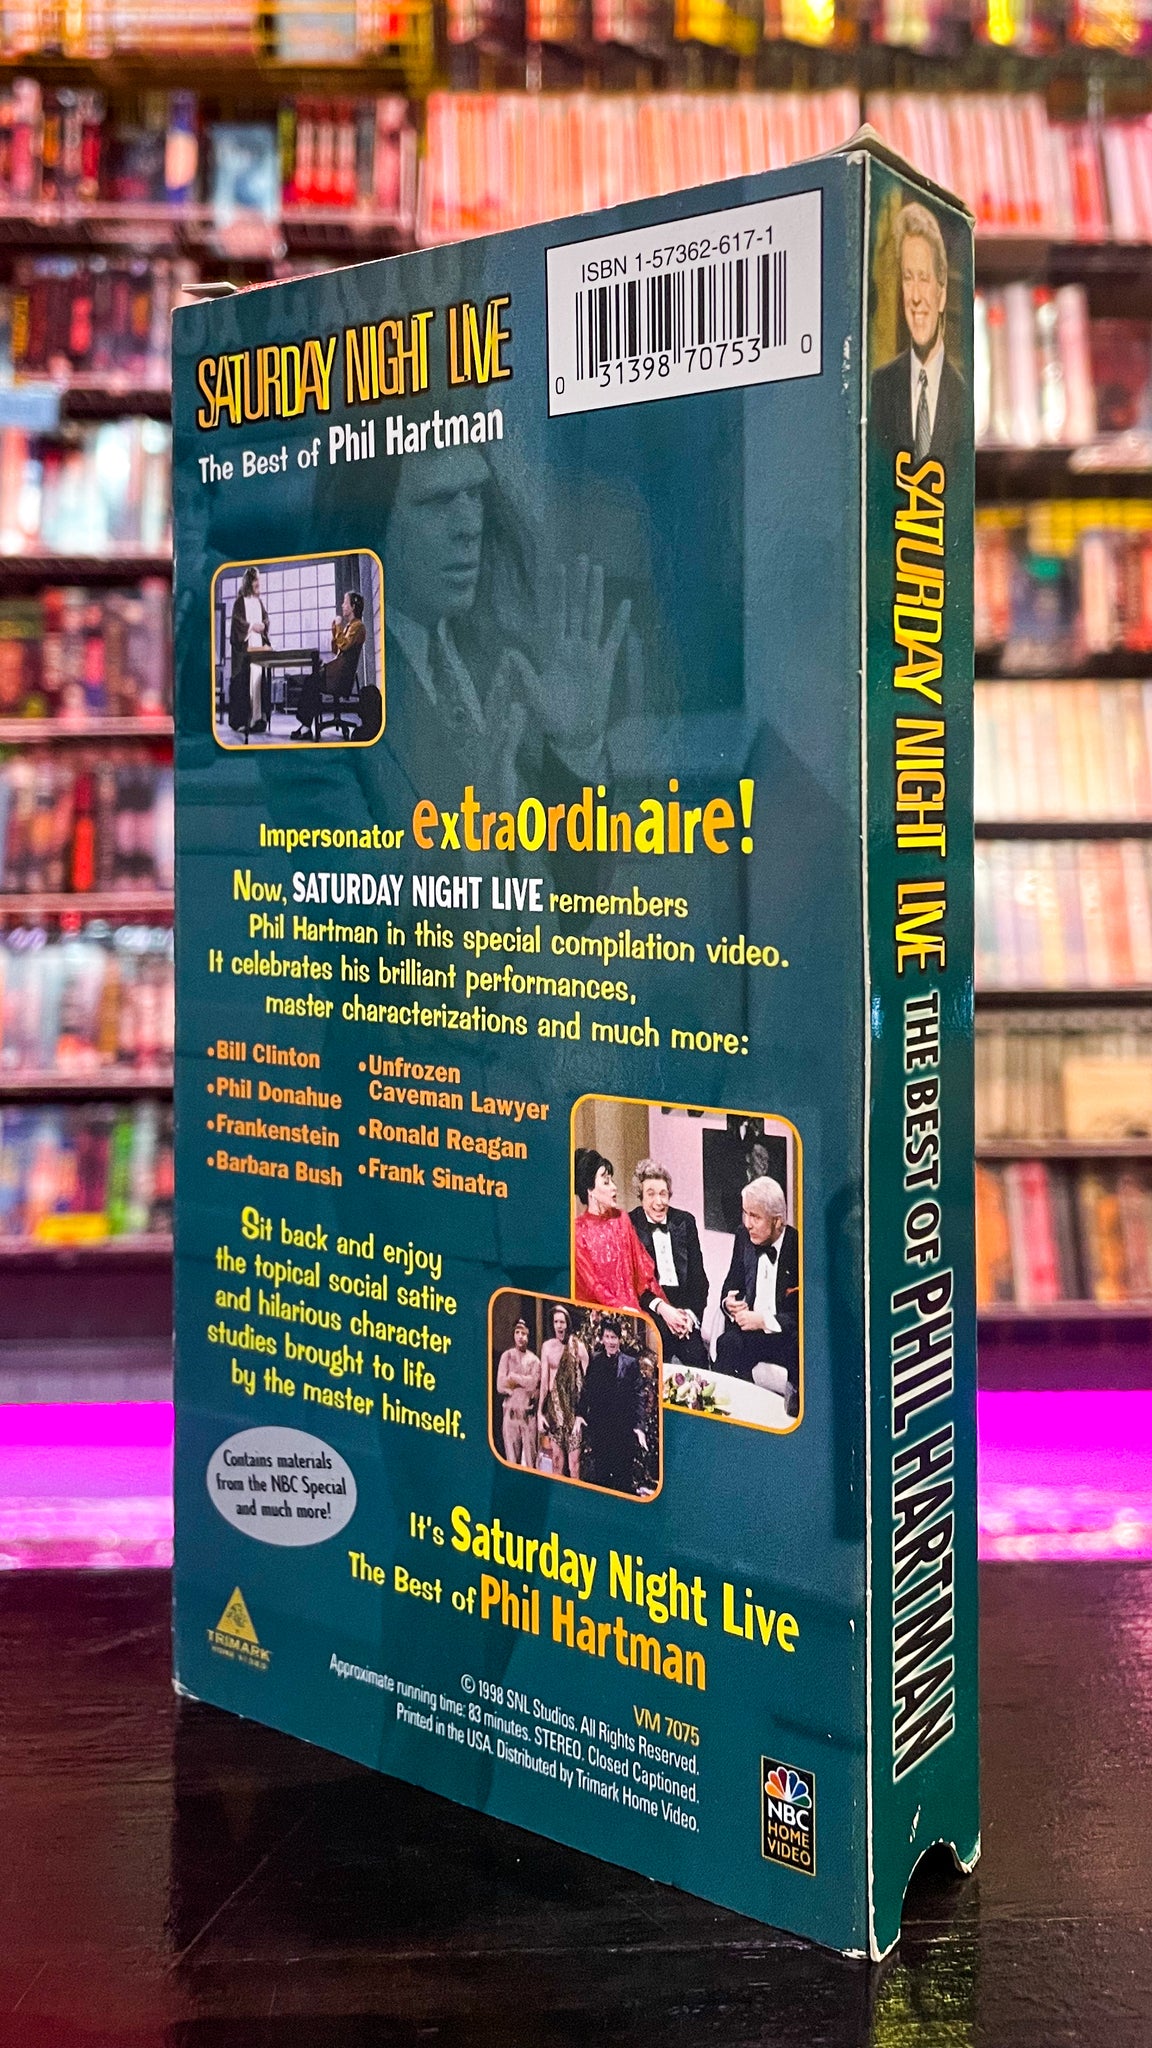 ISBN 1-57362-617-1
0 31398 70753 0
SATURDAY NIGHT LIVE
The Best of Phil Hartman
Impersonator extraordinaire!
Now, SATURDAY NIGHT LIVE remembers
Phil Hartman in this special compilation video.
It celebrates his brilliant performances,
master characterizations and much more:
•Bill Clinton
•Phil Donahue
•Frankenstein
•Barbara Bush
•Unfrozen
Caveman Lawyer
•Ronald Reagan
•Frank Sinatra
Sit back and enjoy
the topical social satire
and hilarious character
studies brought to life
by the master himself.
Contains materials
from the NBC Special
and much more!
It's Saturday Night Live
The Best of Phil Hartman
TRIMARK
HOME VIDEO
VM 7075
© 1998 SNL Studios. All Rights Reserved.
Approximate running time: 83 minutes. STEREO. Closed Captioned.
Printed in the USA. Distributed by Trimark Home Video.
NBC
HOME
VIDEO
SATURDAY NIGHT LIVE THE BEST OF PHIL HARTMAN